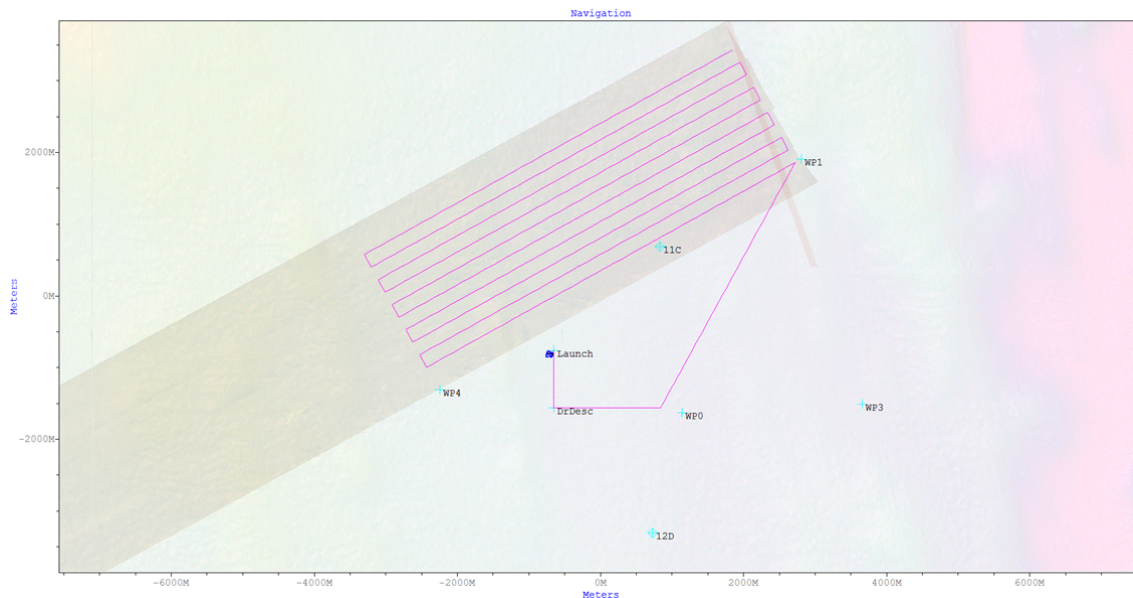 Navigation
2000M
WP1
11C
0M
Meters
Launch
WP4
DrDesc
WP0
WP3
-2000M
12D
-6000M
-4000M
-2000M
0M
2000M
4000M
6000M
Meters